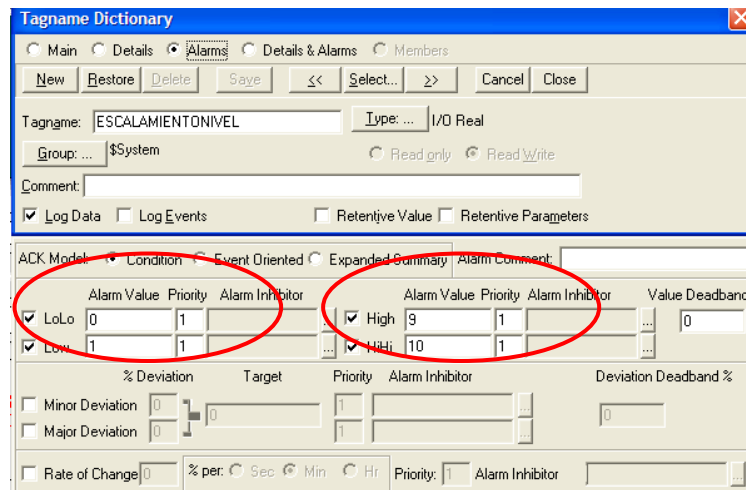 Tagname Dictionary
Main Details Alarms Details & Alarms Members
New Restore Delete Save << Select... >> Cancel Close
Tagname: ESCALAMIENTONIVEL Type: ... I/O Real
Group: ... $System Read only Read Write
Comment:
Log Data Log Events Retentive Value Retentive Parameters
ACK Model: Condition Event Oriented Expanded Summary Alarm Comment:
Alarm Value Priority Alarm Inhibitor Alarm Value Priority Alarm Inhibitor Value Deadband
LoLo 0 1 ... High 9 1 ... 0
Low 1 1 ... HiHi 10 1 ...
% Deviation Target Priority Alarm Inhibitor Deviation Deadband %
Minor Deviation 0 0 1 ... 0
Major Deviation 0 1 ...
Rate of Change 0 % per: Sec Min Hr Priority: 1 Alarm Inhibitor ...